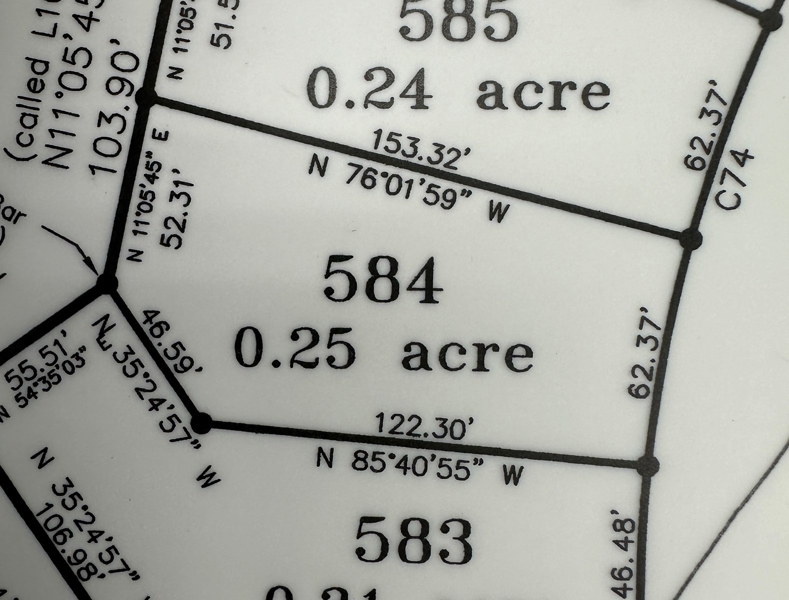 (called L1
N11°05'45
103.90'
N 11°05'
51.5
585
0.24 acre
62.37'
C74
153.32'
N 76°01'59" W
N 11°05'45" E
52.31'
584
0.25 acre
62.37'
46.59'
N 35°24'57" W
55.51'
54°35'03"
E
122.30'
N 85°40'55" W
N 35°24'57"
106.98'
583
46.48'